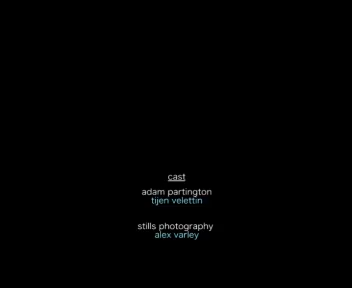 cast
adam partington
tijen velettin
stills photography
alex varley